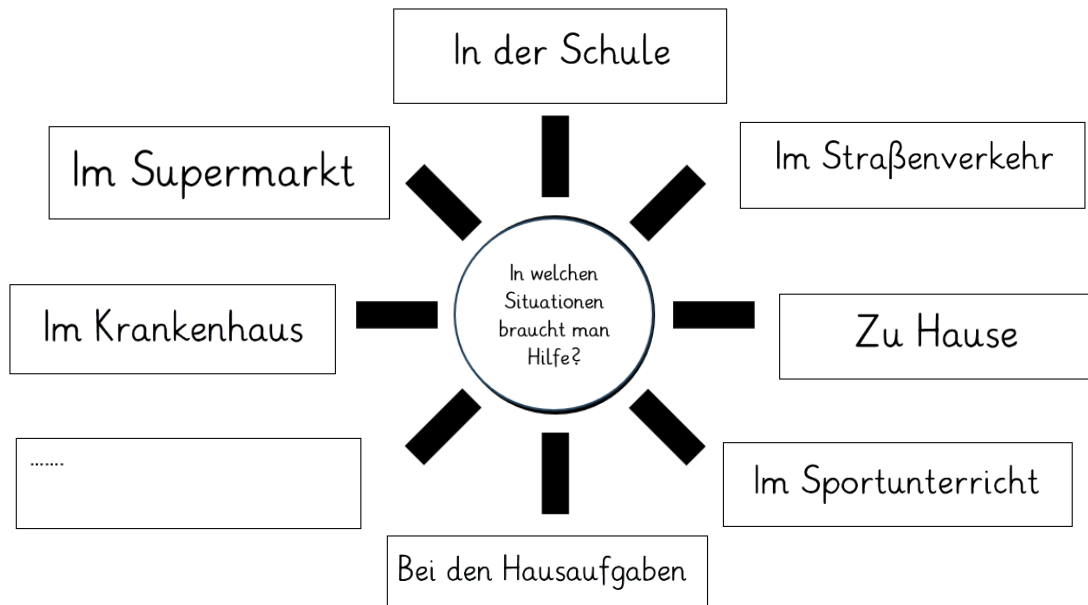 In der Schule
Im Supermarkt
Im Straßenverkehr
In welchen
Situationen
braucht man
Hilfe?
Im Krankenhaus
Zu Hause
.......
Im Sportunterricht
Bei den Hausaufgaben